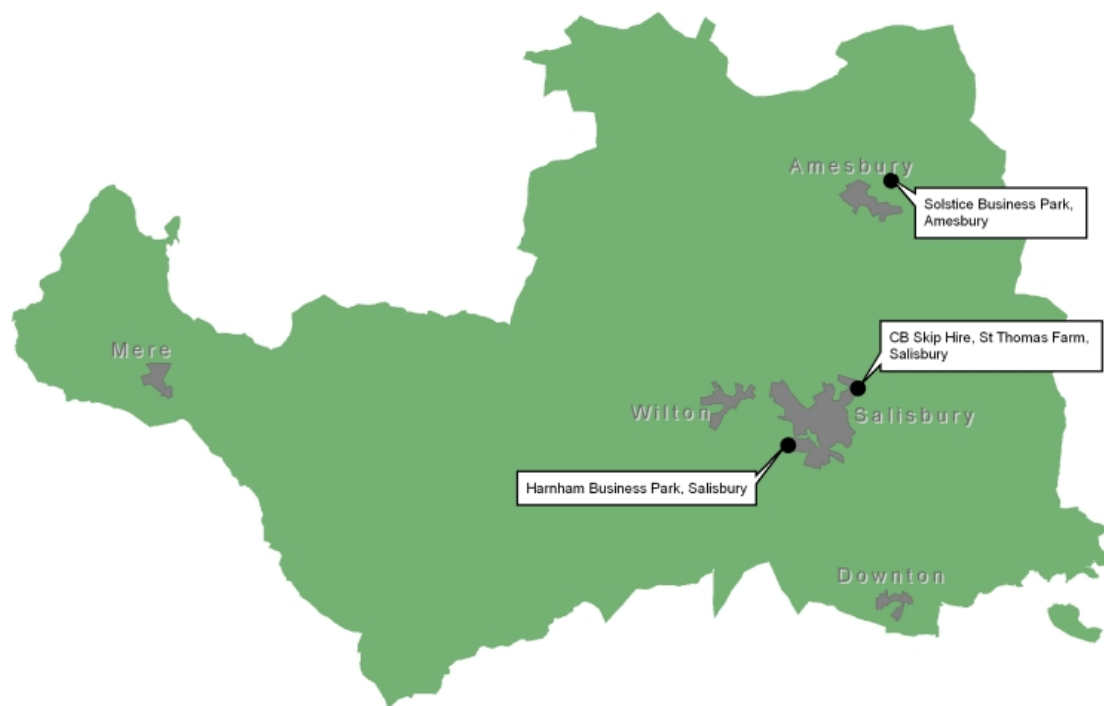 Amesbury
Solstice Business Park,
Amesbury
CB Skip Hire, St Thomas Farm,
Salisbury
Mere
Wilton
Salisbury
Harnham Business Park, Salisbury
Downton